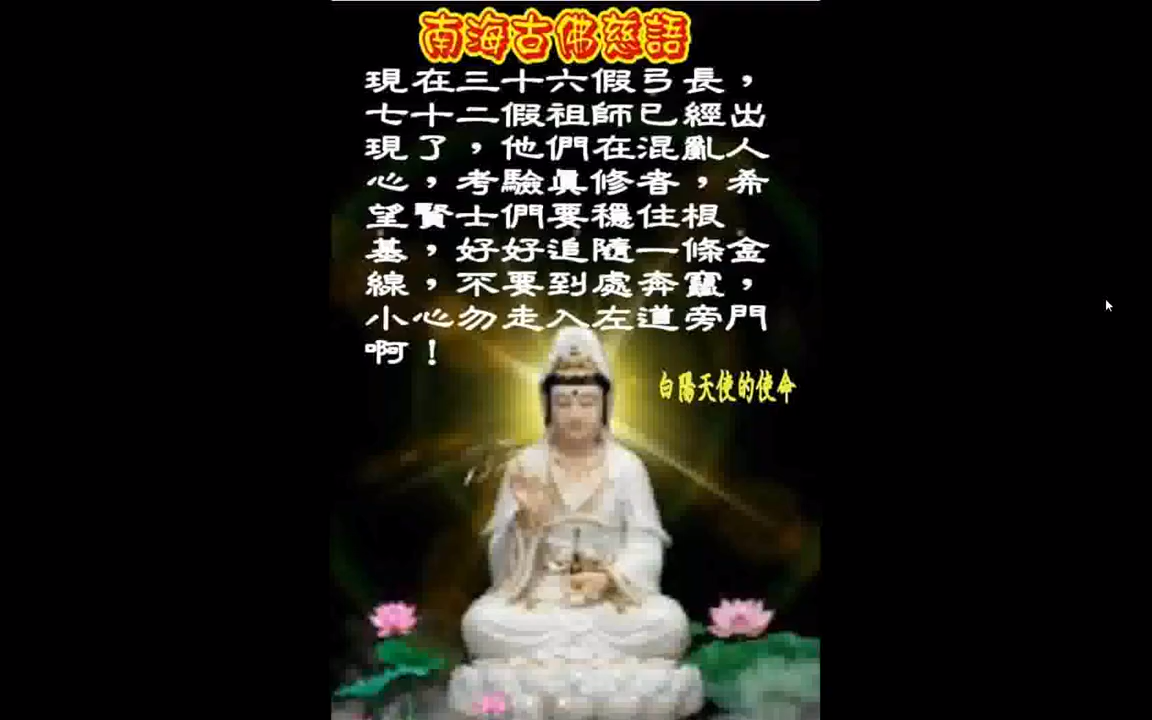 南海古佛慈語
現在三十六假弓長，
七十二假祖師已經出
現了，他們在混亂人
心，考驗真修者，希
望賢士們要穩住根
基，好好追隨一條金
線，不要到處奔竄，
小心勿走入左道旁門
啊！
白陽天使的使命